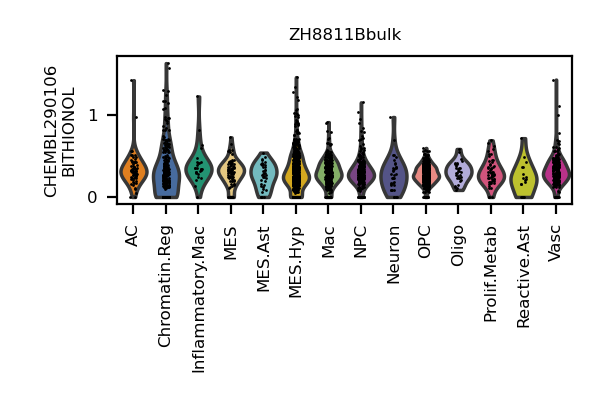 ZH8811Bbulk
CHEMBL290106
BITHIONOL
1
0
AC
Chromatin.Reg
Inflammatory.Mac
MES
MES.Ast
MES.Hyp
Mac
NPC
Neuron
OPC
Oligo
Prolif.Metab
Reactive.Ast
Vasc